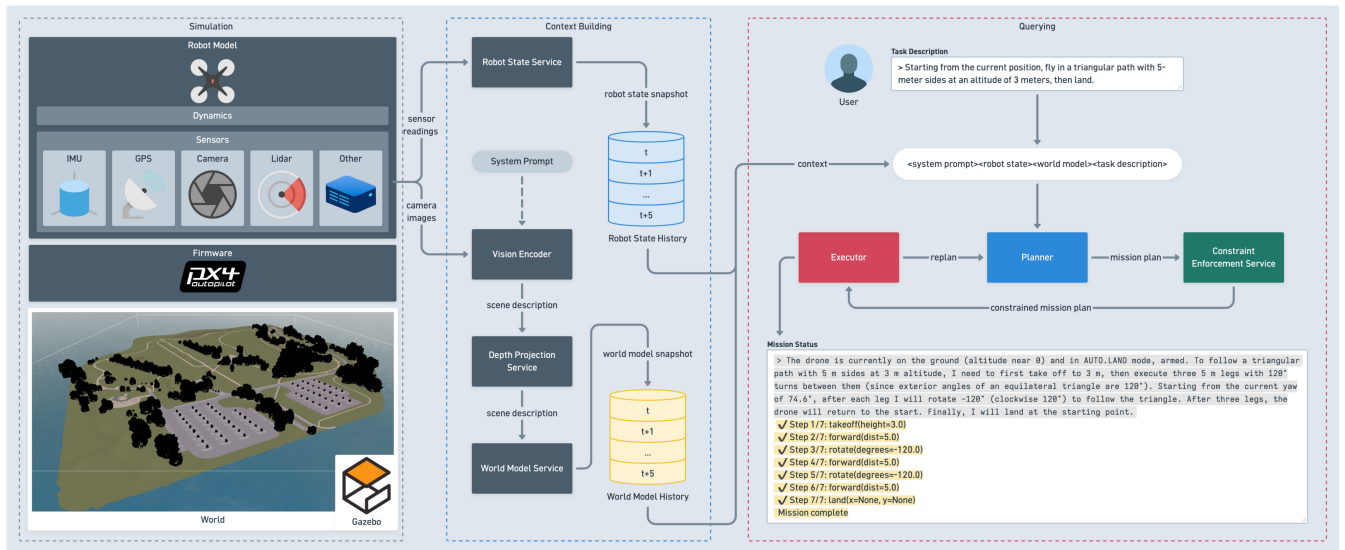 Simulation
Robot Model
Dynamics
Sensors
IMU
GPS
Camera
Lidar
Other
Firmware
px4
autopilot
World
Gazebo
sensor
readings
camera
images
Context Building
Robot State Service
robot state snapshot
t
t+1
...
t+5
Robot State History
System Prompt
Vision Encoder
scene description
Depth Projection
Service
scene description
World Model Service
world model snapshot
t
t+1
...
t+5
World Model History
context
Querying
User
Task Description
> Starting from the current position, fly in a triangular path with 5-
meter sides at an altitude of 3 meters, then land.
<system prompt><robot state><world model><task description>
Executor
replan
Planner
mission plan
Constraint
Enforcement Service
constrained mission plan
Mission Status
> The drone is currently on the ground (altitude near 0) and in AUTO.LAND mode, armed. To follow a triangular
path with 5 m sides at 3 m altitude, I need to first take off to 3 m, then execute three 5 m legs with 120°
turns between them (since exterior angles of an equilateral triangle are 120°). Starting from the current yaw
of 74.6°, after each leg I will rotate -120° (clockwise 120°) to follow the triangle. After three legs, the
drone will return to the start. Finally, I will land at the starting point.
✓ Step 1/7: takeoff(height=3.0)
✓ Step 2/7: forward(dist=5.0)
✓ Step 3/7: rotate(degrees=-120.0)
✓ Step 4/7: forward(dist=5.0)
✓ Step 5/7: rotate(degrees=-120.0)
✓ Step 6/7: forward(dist=5.0)
✓ Step 7/7: land(x=None, y=None)
Mission complete